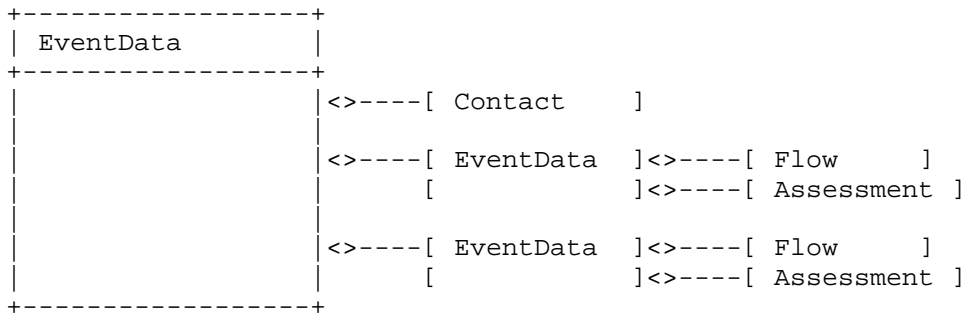 +------------------+
| EventData        |
+------------------+
|                  |<>----[ Contact    ]
|                  |
|                  |<>----[ EventData  ]<>----[ Flow       ]
|                  |      [            ]<>----[ Assessment ]
|                  |
|                  |<>----[ EventData  ]<>----[ Flow       ]
|                  |      [            ]<>----[ Assessment ]
+------------------+